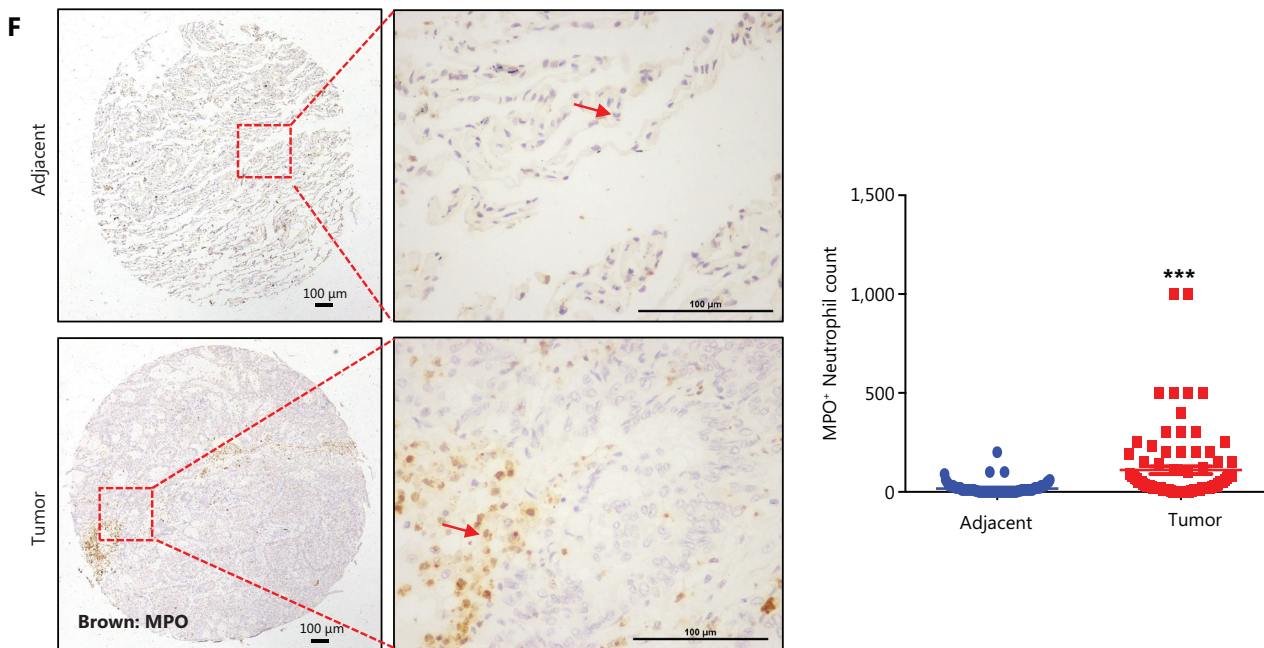 F
Adjacent
100 µm
100 µm
Tumor
Brown: MPO
100 µm
100 µm
MPO⁺ Neutrophil count
1,500
1,000
500
0
***
Adjacent
Tumor